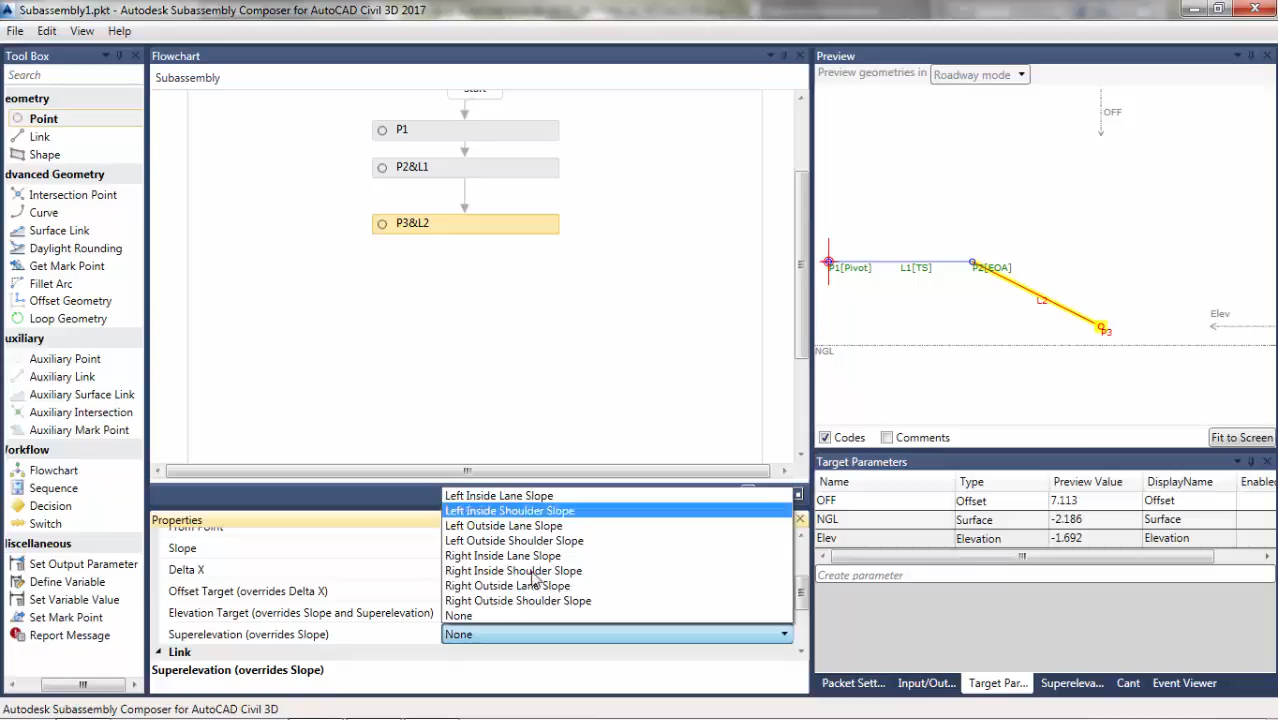 Subassembly1.pkt - Autodesk Subassembly Composer for AutoCAD Civil 3D 2017
File Edit View Help
Tool Box
Search
eometry
Point
Link
Shape
dvanced Geometry
Intersection Point
Curve
Surface Link
Daylight Rounding
Get Mark Point
Fillet Arc
Offset Geometry
Loop Geometry
uxiliary
Auxiliary Point
Auxiliary Link
Auxiliary Surface Link
Auxiliary Intersection
Auxiliary Mark Point
orkflow
Flowchart
Sequence
Decision
Switch
iscellaneous
Set Output Parameter
Define Variable
Set Variable Value
Set Mark Point
Report Message
Flowchart
Subassembly
Start
P1
P2&L1
P3&L2
Properties
From Point
Slope
Delta X
Offset Target (overrides Delta X)
Elevation Target (overrides Slope and Superelevation)
Superelevation (overrides Slope)
Link
Superelevation (overrides Slope)
Left Inside Lane Slope
Left Inside Shoulder Slope
Left Outside Lane Slope
Left Outside Shoulder Slope
Right Inside Lane Slope
Right Inside Shoulder Slope
Right Outside Lane Slope
Right Outside Shoulder Slope
None
None
Preview
Preview geometries in Roadway mode
OFF
P1[Pivot] L1[TS] P2[EOA]
L2
Elev
P3
NGL
Codes Comments Fit to Screen
Target Parameters
Name Type Preview Value DisplayName Enabled
OFF Offset 7.113 Offset
NGL Surface -2.186 Surface
Elev Elevation -1.692 Elevation
Create parameter
Packet Sett... Input/Out... Target Par... Supereleva... Cant Event Viewer
Subassembly Composer for AutoCAD Civil 3D